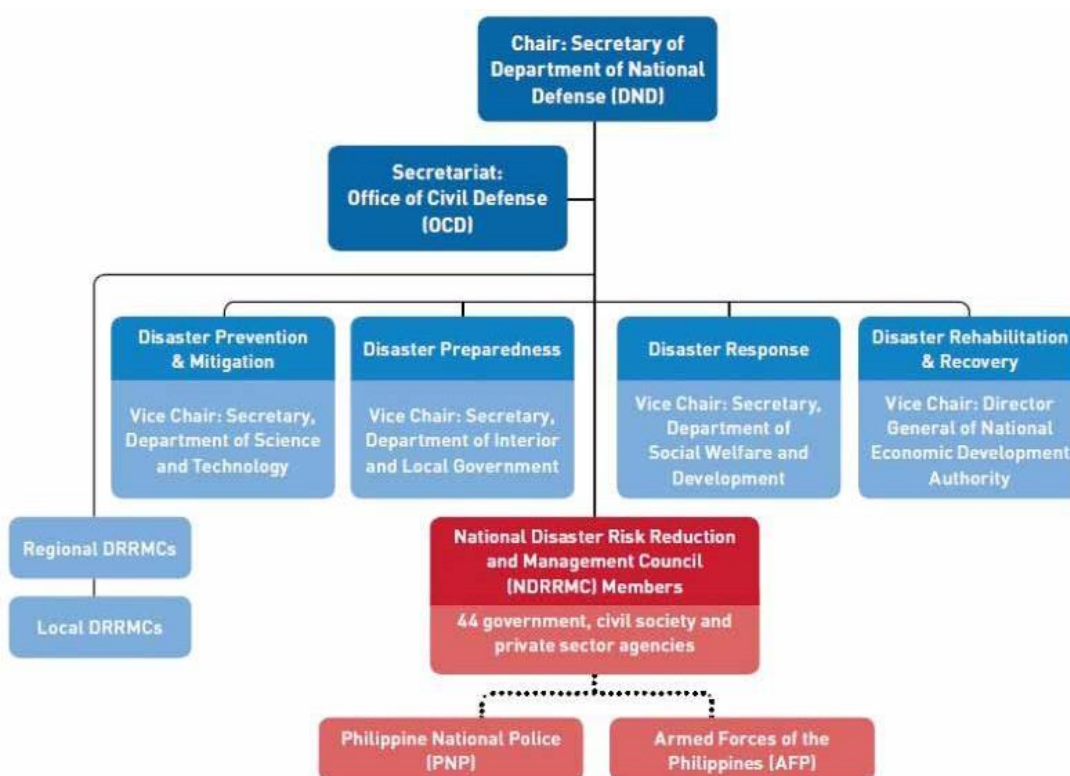 Chair: Secretary of
Department of National
Defense (DND)
Secretariat:
Office of Civil Defense
(OCD)
Disaster Prevention
& Mitigation
Vice Chair: Secretary,
Department of Science
and Technology
Disaster Preparedness
Vice Chair: Secretary,
Department of Interior
and Local Government
Disaster Response
Vice Chair: Secretary,
Department of
Social Welfare and
Development
Disaster Rehabilitation
& Recovery
Vice Chair: Director
General of National
Economic Development
Authority
Regional DRRMCs
Local DRRMCs
National Disaster Risk Reduction
and Management Council
(NDRRMC) Members
44 government, civil society and
private sector agencies
Philippine National Police
(PNP)
Armed Forces of the
Philippines (AFP)